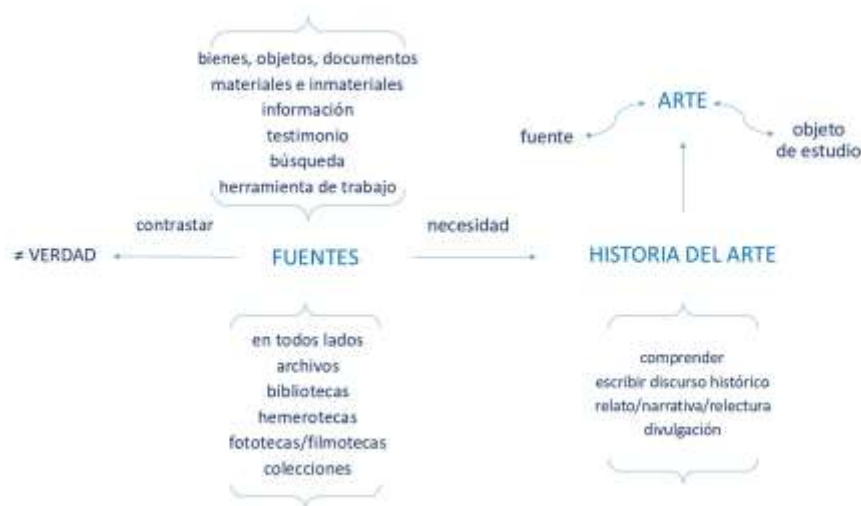 bienes, objetos, documentos
materiales e inmateriales
información
testimonio
búsqueda
herramienta de trabajo
ARTE
fuente
objeto
de estudio
contrastar
necesidad
≠ VERDAD
FUENTES
HISTORIA DEL ARTE
en todos lados
archivos
bibliotecas
hemerotecas
fototecas/filmotecas
colecciones
comprender
escribir discurso histórico
relato/narrativa/relectura
divulgación